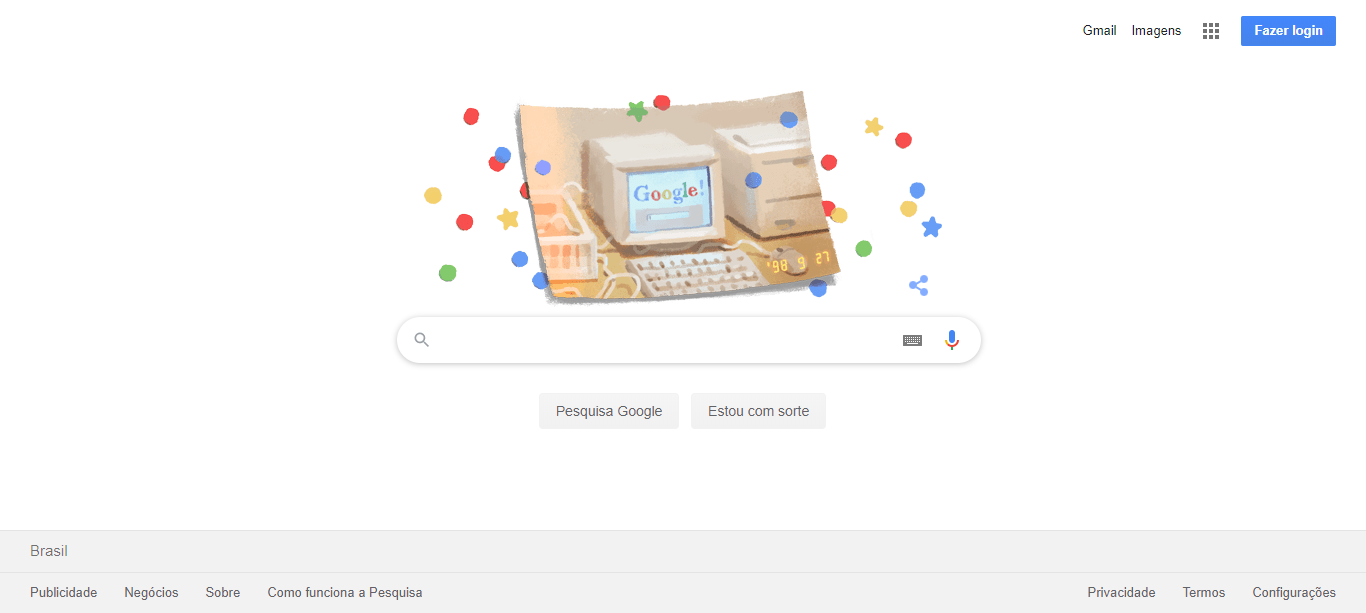 Gmail Imagens Fazer login
Google!
'98 9 27
Pesquisa Google Estou com sorte
Brasil
Publicidade Negócios Sobre Como funciona a Pesquisa Privacidade Termos Configurações